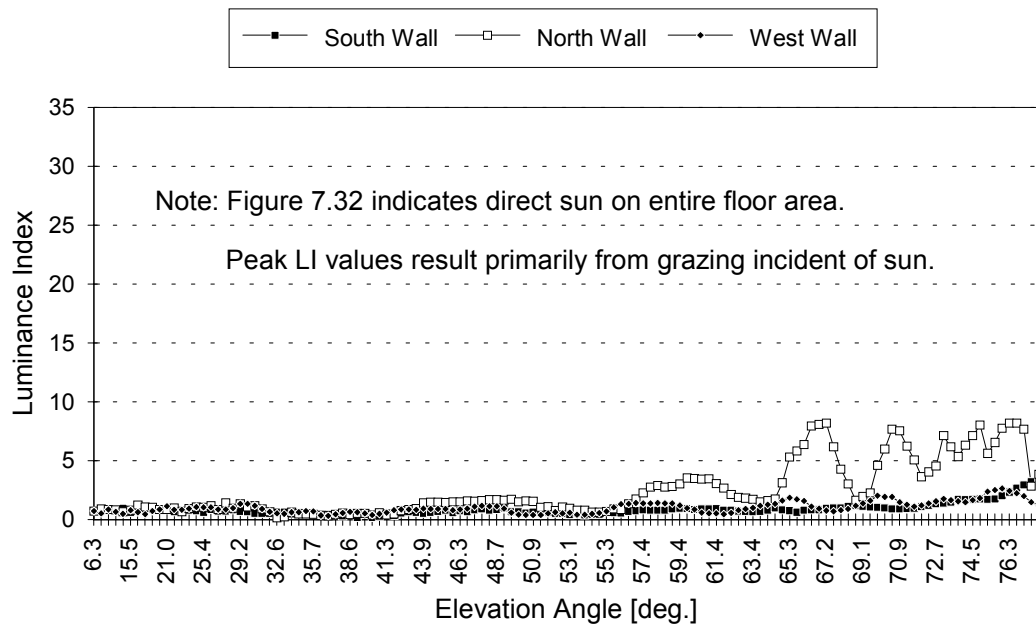 South Wall North Wall West Wall
35
30
25
20
15
10
5
0
Luminance Index
Note: Figure 7.32 indicates direct sun on entire floor area.
Peak LI values result primarily from grazing incident of sun.
6.3 15.5 21.0 25.4 29.2 32.6 35.7 38.6 41.3 43.9 46.3 48.7 50.9 53.1 55.3 57.4 59.4 61.4 63.4 65.3 67.2 69.1 70.9 72.7 74.5 76.3
Elevation Angle [deg.]